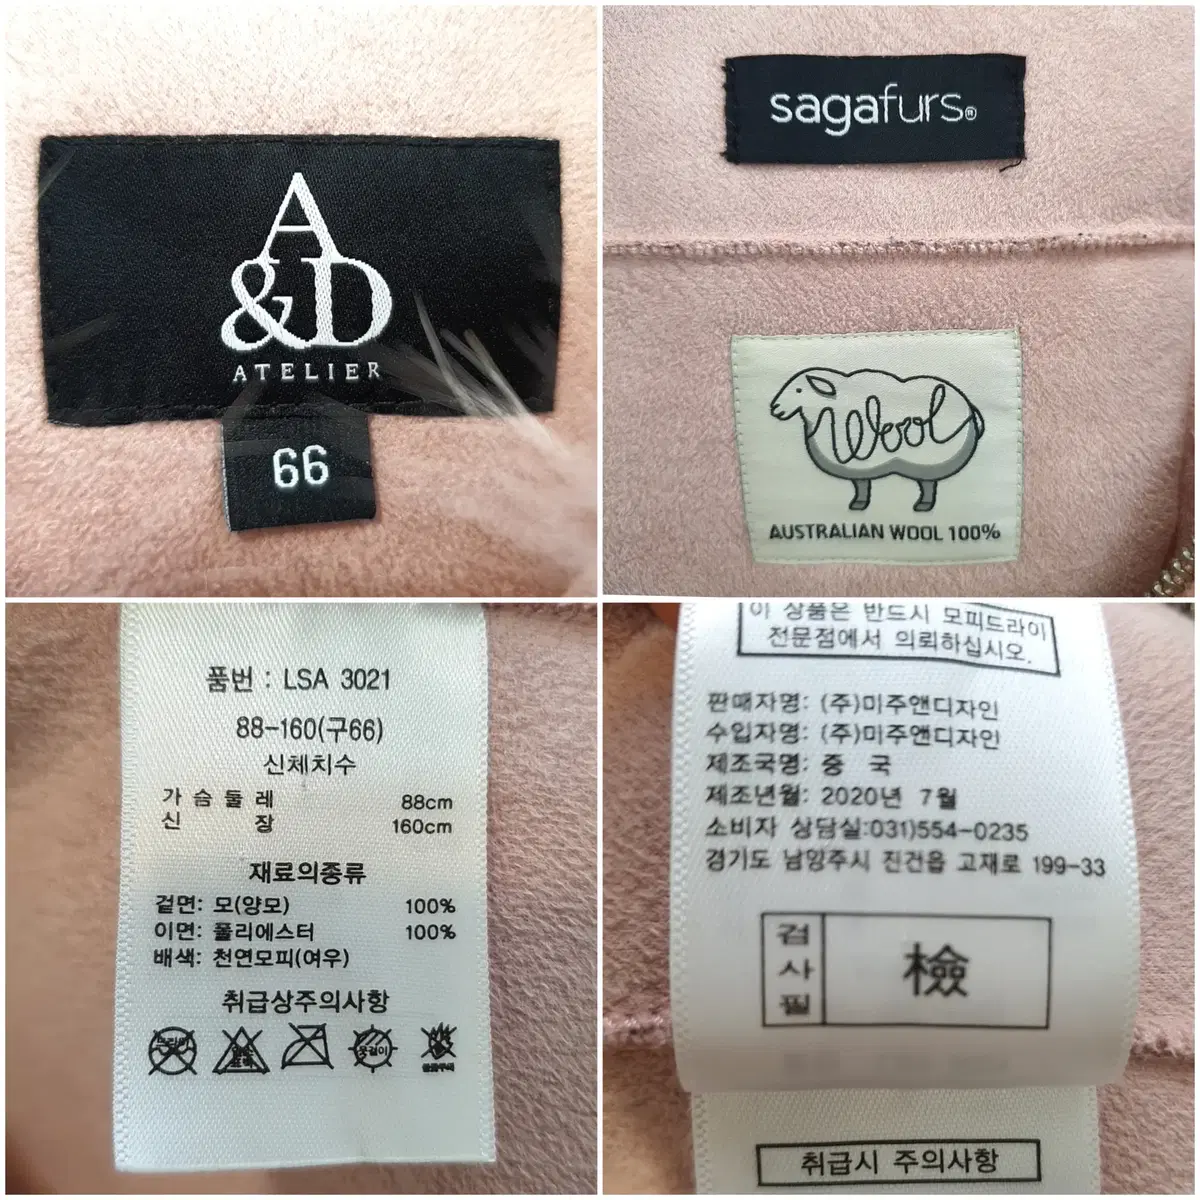 A
&D
ATELIER
66
sagafurs®
Wool
AUSTRALIAN WOOL 100%
품번 : LSA 3021
88-160(구66)
신체치수
가 슴 둘 레 88cm
신 장 160cm
재료의종류
겉면: 모(양모) 100%
이면: 폴리에스터 100%
배색: 천연모피(여우)
취급상주의사항
옷걸이
이 상품은 반드시 모피드라이
전문점에서 의뢰하십시오.
판매자명: (주)미주앤디자인
수입자명: (주)미주앤디자인
제조국명: 중 국
제조년월: 2020년 7월
소비자 상담실:031)554-0235
경기도 남양주시 진건읍 고재로 199-33
검사필
檢
취급시 주의사항